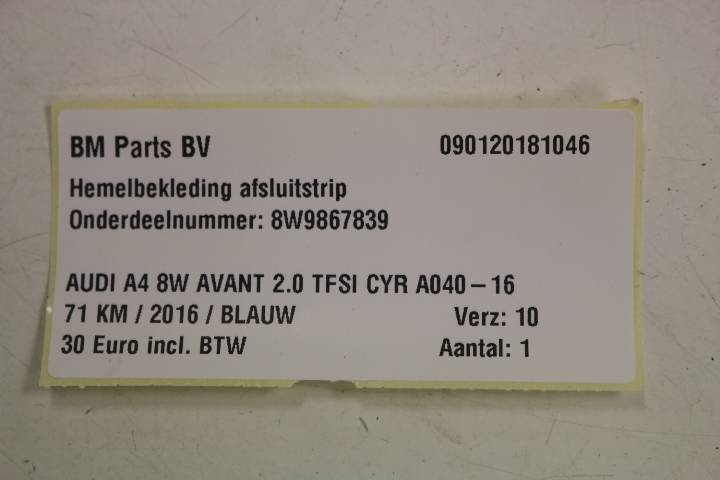 BM Parts BV 090120181046
Hemelbekleding afsluitstrip
Onderdeelnummer: 8W9867839
AUDI A4 8W AVANT 2.0 TFSI CYR A040-16
71 KM / 2016 / BLAUW Verz: 10
30 Euro incl. BTW Aantal: 1